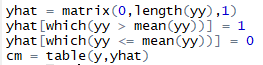 yhat = matrix(0,length(yy),1)
yhat[which(yy > mean(yy))] = 1
yhat[which(yy <= mean(yy))] = 0
cm = table(y,yhat)